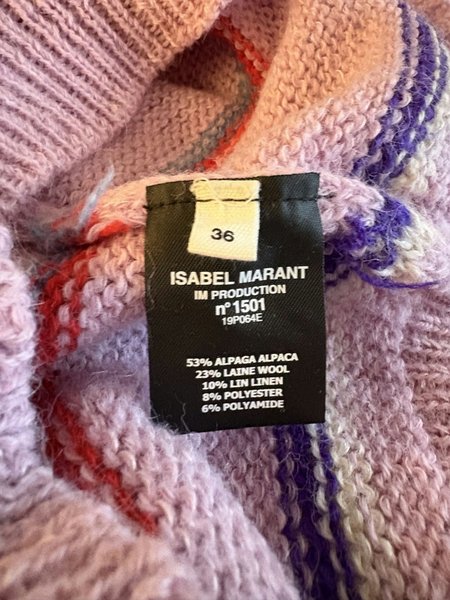 36
ISABEL MARANT
IM PRODUCTION
n° 1501
19P064E
53% ALPAGA ALPACA
23% LAINE WOOL
10% LIN LINEN
8% POLYESTER
6% POLYAMIDE